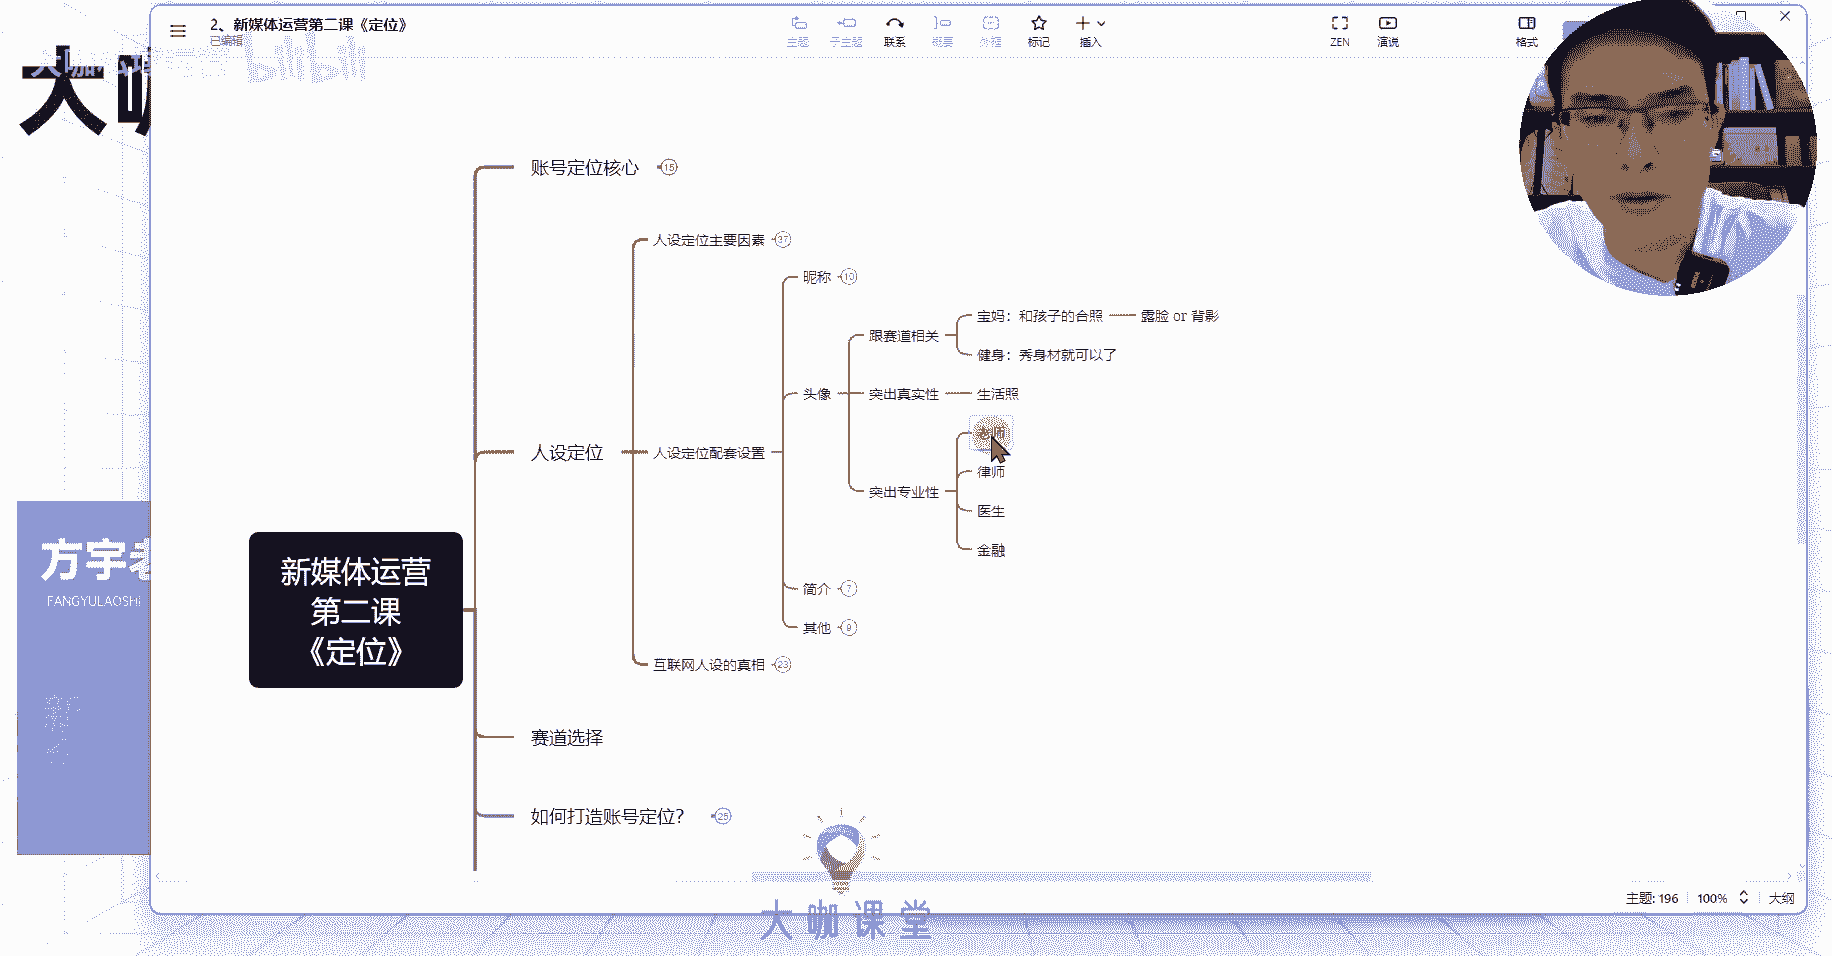 2、新媒体运营第二课《定位》
已编辑
主题
子主题
联系
概要
外框
标记
插入
ZEN
演说
格式
大咖
bilibili
账号定位核心
15
人设定位主要因素
37
昵称
10
宝妈：和孩子的合照
露脸 or 背影
跟赛道相关
健身：秀身材就可以了
头像
突出真实性
生活照
老师
人设定位
人设定位配套设置
律师
突出专业性
医生
金融
方宇老
FANGYULAOSHI
新媒体运营
第二课
《定位》
简介
7
其他
9
互联网人设的真相
23
赛道选择
如何打造账号定位？
25
主题: 196
100%
大纲
大咖课堂